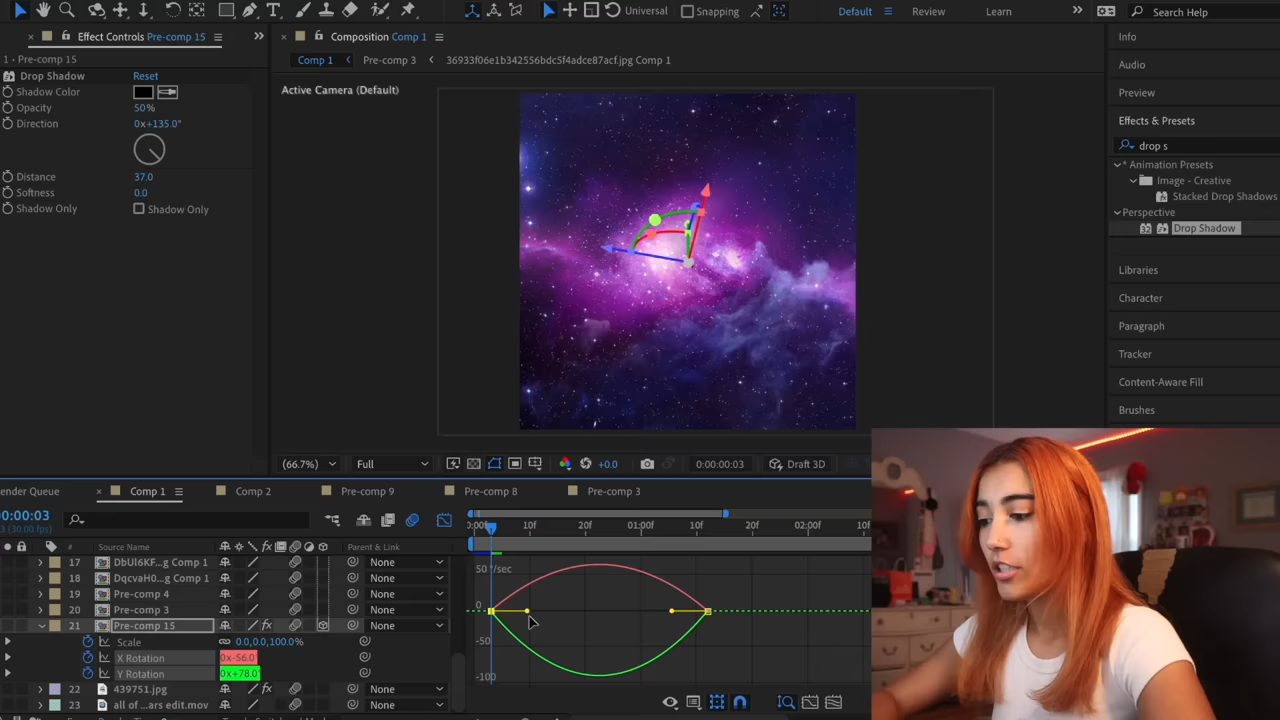 Universal
Snapping
Default
Review
Learn
Search Help
Effect Controls Pre-comp 15
Composition Comp 1
Info
1 · Pre-comp 15
Comp 1
Pre-comp 3
36933f06e1b342556bdc5f4adce87acf.jpg Comp 1
Audio
Drop Shadow
Reset
Shadow Color
Active Camera (Default)
Preview
Opacity
50%
Direction
0x+135.0°
Effects & Presets
drop s
* Animation Presets
Image - Creative
Distance
37.0
Stacked Drop Shadows
Softness
0.0
Perspective
Shadow Only
Shadow Only
Drop Shadow
Libraries
Character
Paragraph
Tracker
Content-Aware Fill
Brushes
(66.7%)
Full
+0.0
0:00:00:03
Draft 3D
ender Queue
Comp 1
Comp 2
Pre-comp 9
Pre-comp 8
Pre-comp 3
00:00:03
3 (30.00 fps)
0:00f
10f
20f
01:00f
20f
02:00f
10f
#
Source Name
Parent & Link
17
DbUl6KF...g Comp 1
None
50 °/sec
18
DqcvaH0...g Comp 1
None
19
Pre-comp 4
None
0
20
Pre-comp 3
None
21
Pre-comp 15
None
Scale
0.0,0.0,100.0%
-50
X Rotation
0x-56.0°
Y Rotation
0x+78.0°
-100
22
439751.jpg
None
23
all of ...ars edit.mov
None